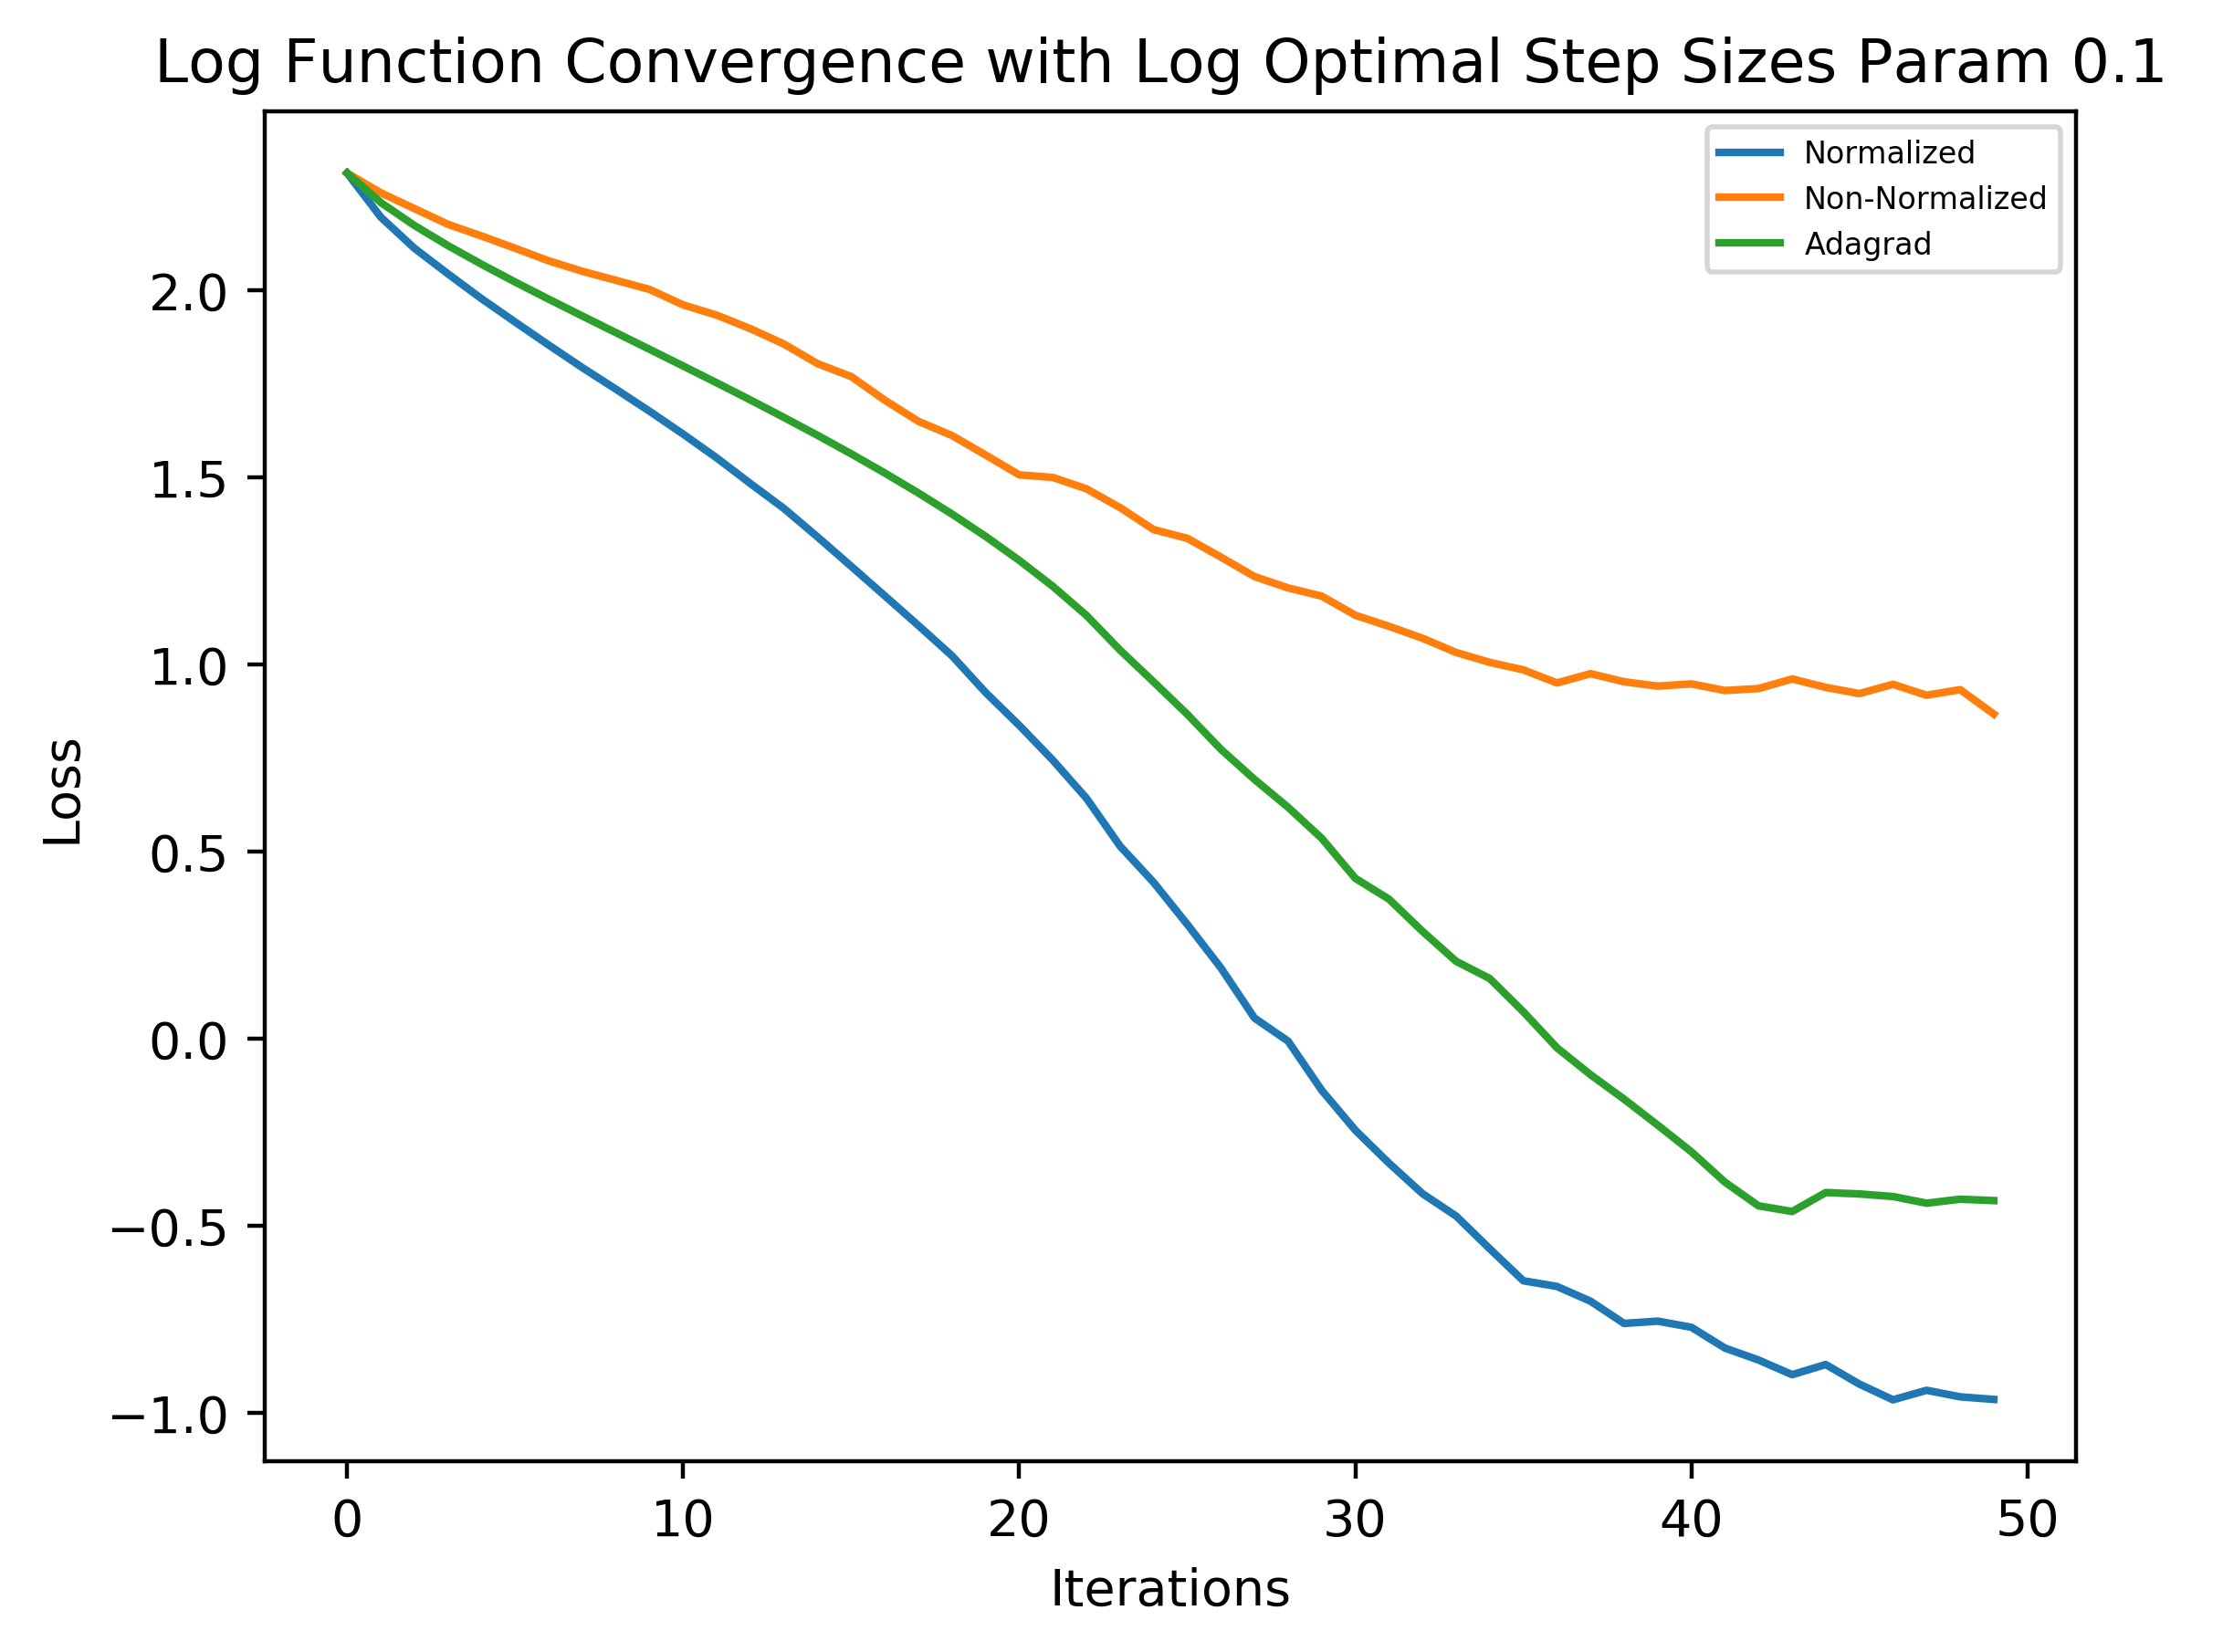 Log Function Convergence with Log Optimal Step Sizes Param 0.1
Normalized
Non-Normalized
Adagrad
Loss
2.0
1.5
1.0
0.5
0.0
−0.5
−1.0
0 10 20 30 40 50
Iterations